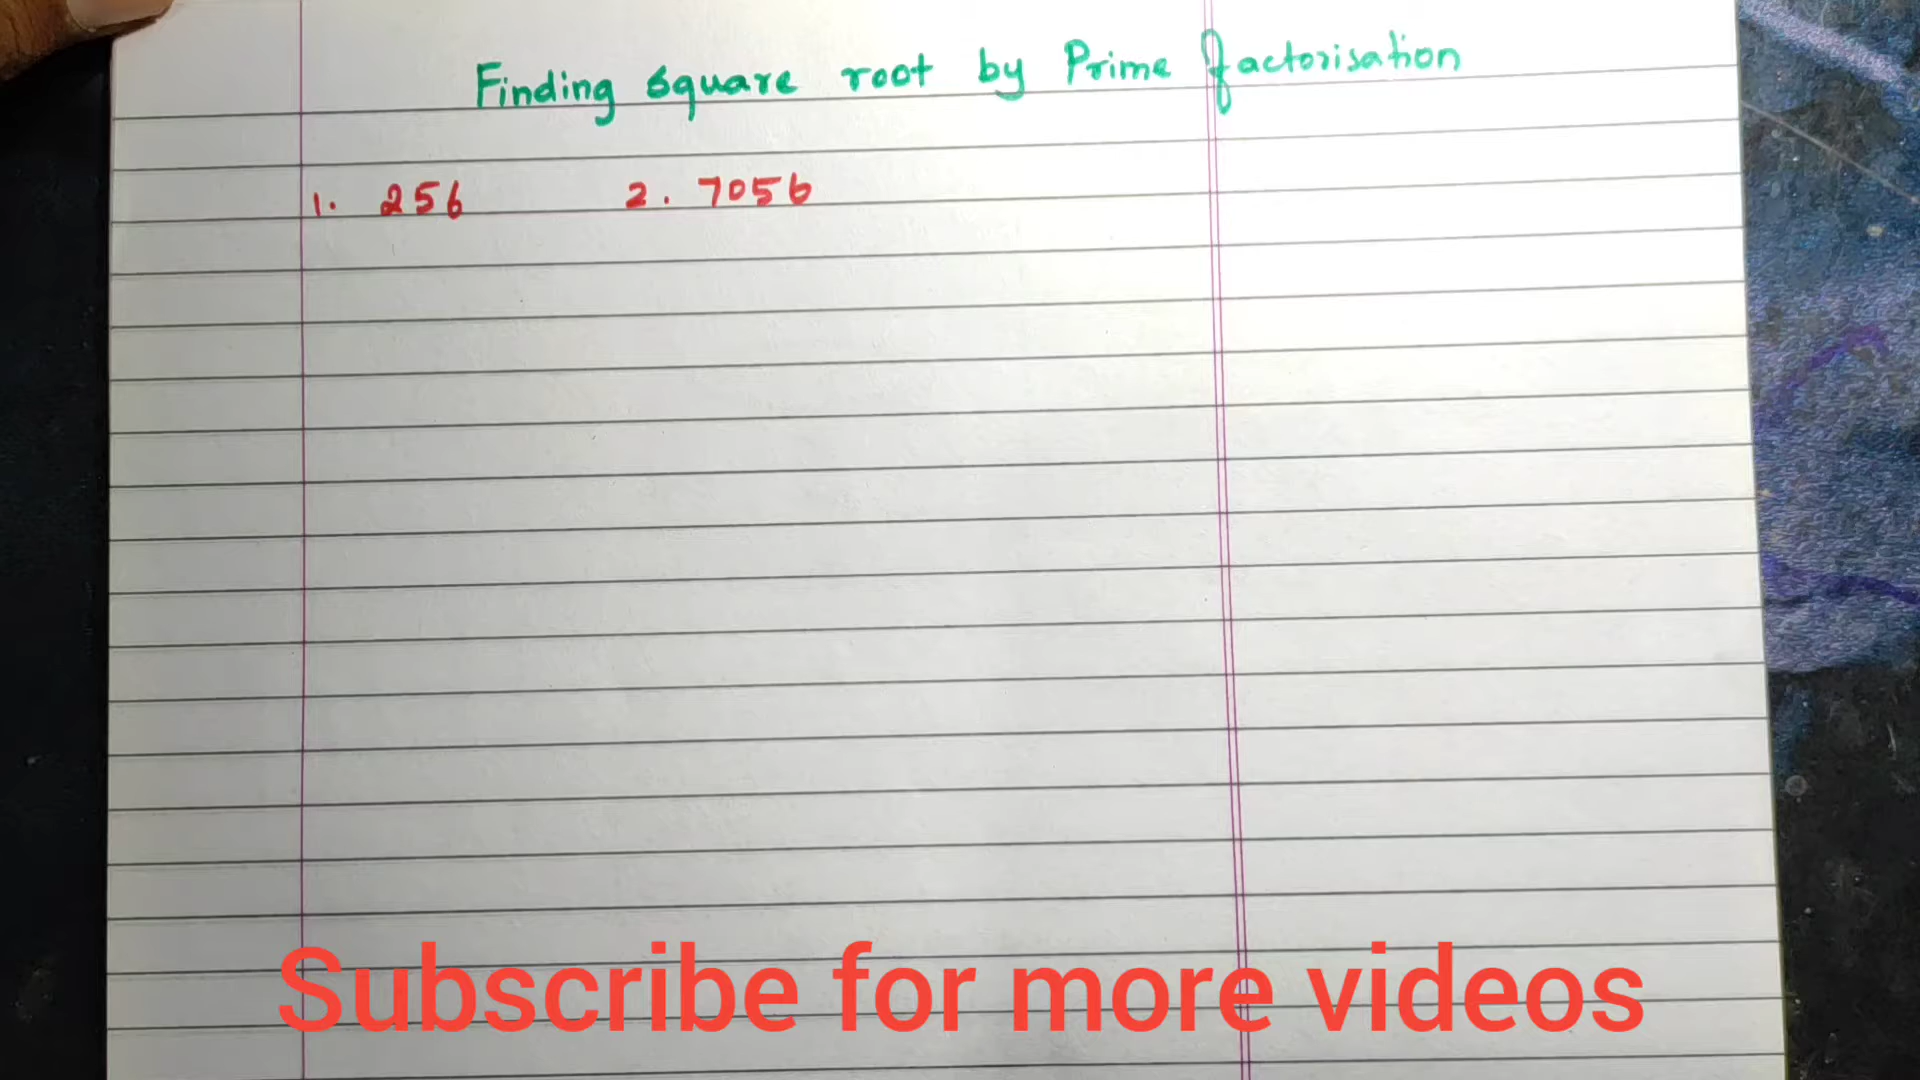 Finding square root by Prime factorisation
1. 256 2. 7056
Subscribe for more videos